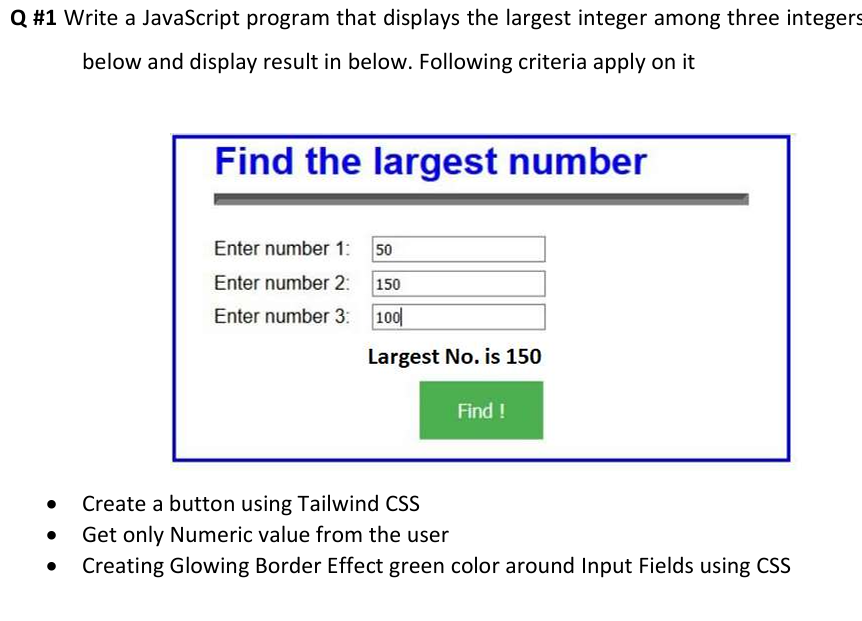 Q #1 Write a JavaScript program that displays the largest integer among three integers
below and display result in below. Following criteria apply on it
Find the largest number
Enter number 1: 50
Enter number 2: 150
Enter number 3: 100
Largest No. is 150
Find !
• Create a button using Tailwind CSS
• Get only Numeric value from the user
• Creating Glowing Border Effect green color around Input Fields using CSS